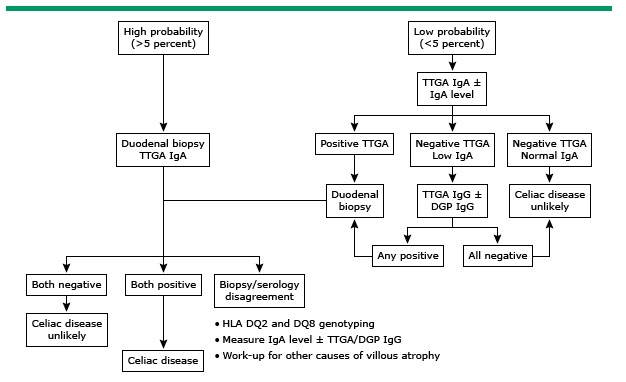 High probability
(>5 percent)
Low probability
(<5 percent)
TTGA IgA ±
IgA level
Duodenal biopsy
TTGA IgA
Positive TTGA
Negative TTGA
Low IgA
Negative TTGA
Normal IgA
Duodenal
biopsy
TTGA IgG ±
DGP IgG
Celiac disease
unlikely
Any positive
All negative
Both negative
Both positive
Biopsy/serology
disagreement
Celiac disease
unlikely
Celiac disease
• HLA DQ2 and DQ8 genotyping
• Measure IgA level ± TTGA/DGP IgG
• Work-up for other causes of villous atrophy